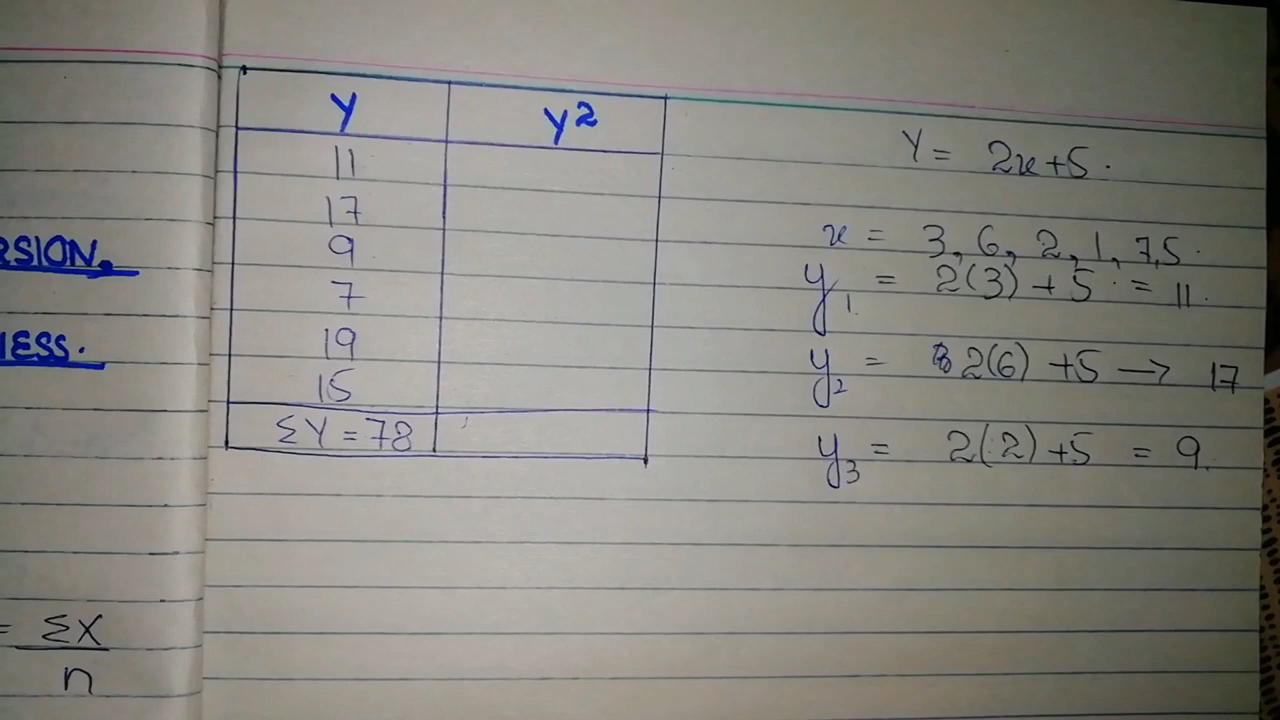 RSION.
NESS.
= ΣX
n
Y Y²
11
17
9
7
19
15
ΣY = 78
Y = 2x+5.
x = 3, 6, 2, 1, 7,5.
y₁ = 2(3) + 5 = 11.
y₂ = 2(6) +5 → 17
y₃ = 2(2) +5 = 9.